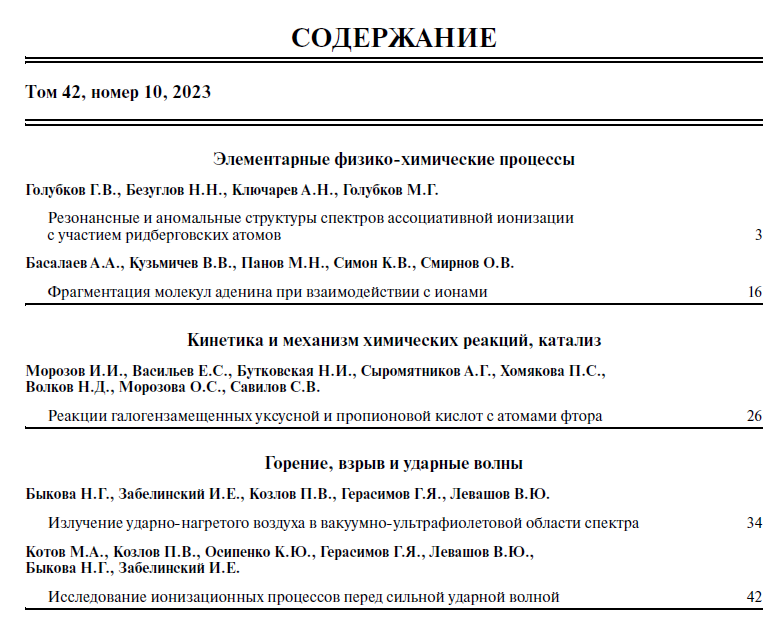 СОДЕРЖАНИЕ
Том 42, номер 10, 2023
Элементарные физико-химические процессы
Голубков Г.В., Безуглов Н.Н., Ключарев А.Н., Голубков М.Г.
Резонансные и аномальные структуры спектров ассоциативной ионизации
с участием ридберговских атомов 3
Басалаев А.А., Кузьмичев В.В., Панов М.Н., Симон К.В., Смирнов О.В.
Фрагментация молекул аденина при взаимодействии с ионами 16
Кинетика и механизм химических реакций, катализ
Морозов И.И., Васильев Е.С., Бутковская Н.И., Сыромятников А.Г., Хомякова П.С.,
Волков Н.Д., Морозова О.С., Савилов С.В.
Реакции галогензамещенных уксусной и пропионовой кислот с атомами фтора 26
Горение, взрыв и ударные волны
Быкова Н.Г., Забелинский И.Е., Козлов П.В., Герасимов Г.Я., Левашов В.Ю.
Излучение ударно-нагретого воздуха в вакуумно-ультрафиолетовой области спектра 34
Котов М.А., Козлов П.В., Осипенко К.Ю., Герасимов Г.Я., Левашов В.Ю.,
Быкова Н.Г., Забелинский И.Е.
Исследование ионизационных процессов перед сильной ударной волной 42